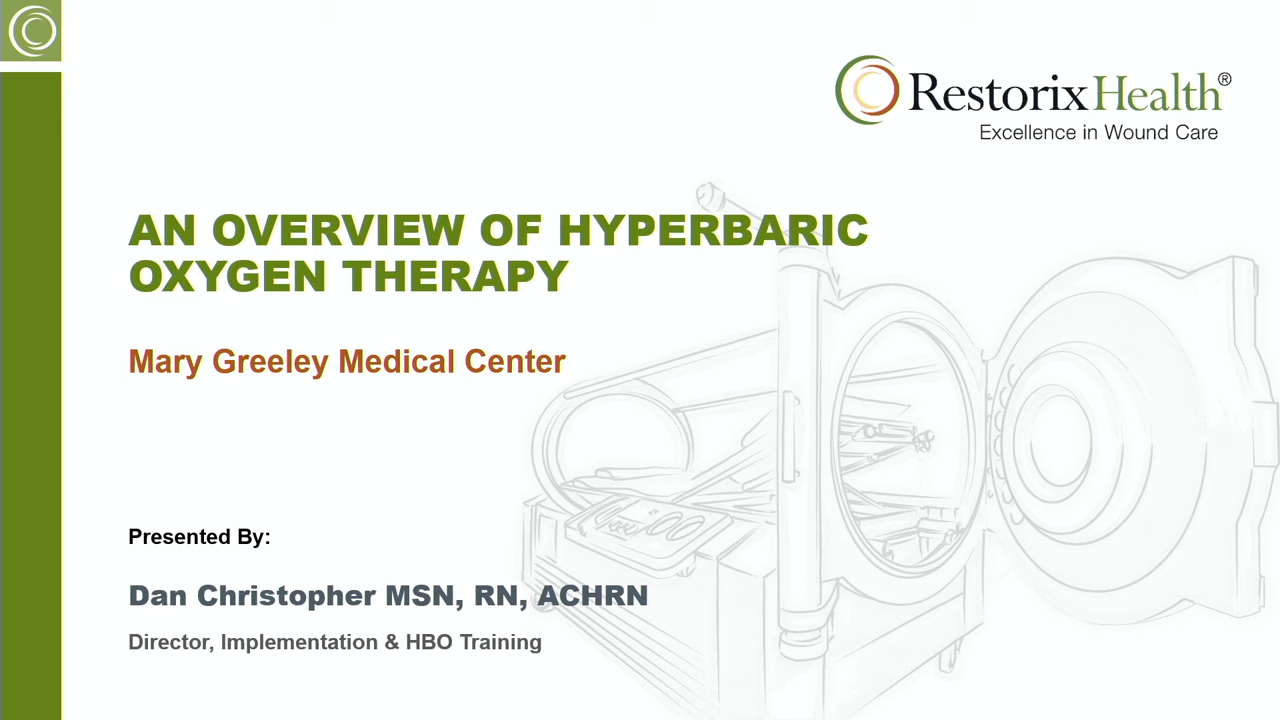 RestorixHealth®
Excellence in Wound Care
AN OVERVIEW OF HYPERBARIC
OXYGEN THERAPY
Mary Greeley Medical Center
Presented By:
Dan Christopher MSN, RN, ACHRN
Director, Implementation & HBO Training